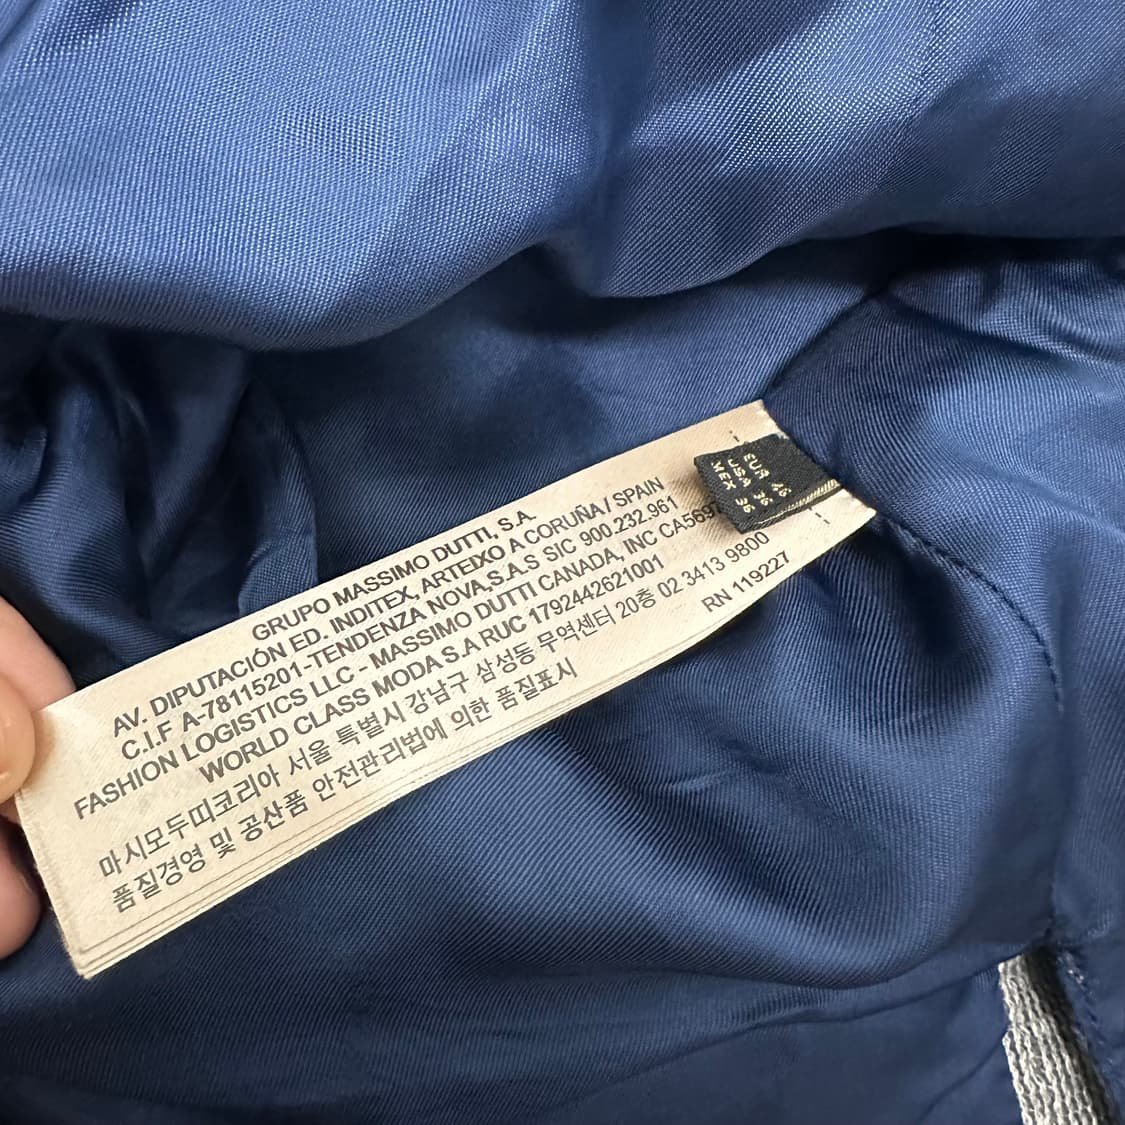 GRUPO MASSIMO DUTTI, S.A.
AV. DIPUTACIÓN ED. INDITEX, ARTEIXO A CORUÑA / SPAIN
C.I.F A-78115201-TENDENZA NOVA,S.A.S SIC 900.232.961
FASHION LOGISTICS LLC - MASSIMO DUTTI CANADA, INC CA5697
WORLD CLASS MODA S.A RUC 1792442621001
마시모두띠코리아 서울 특별시 강남구 삼성동 무역센터 20층 02 3413 9800
품질경영 및 공산품 안전관리법에 의한 품질표시
RN 119227
EUR 46
USA 36
MEX 36